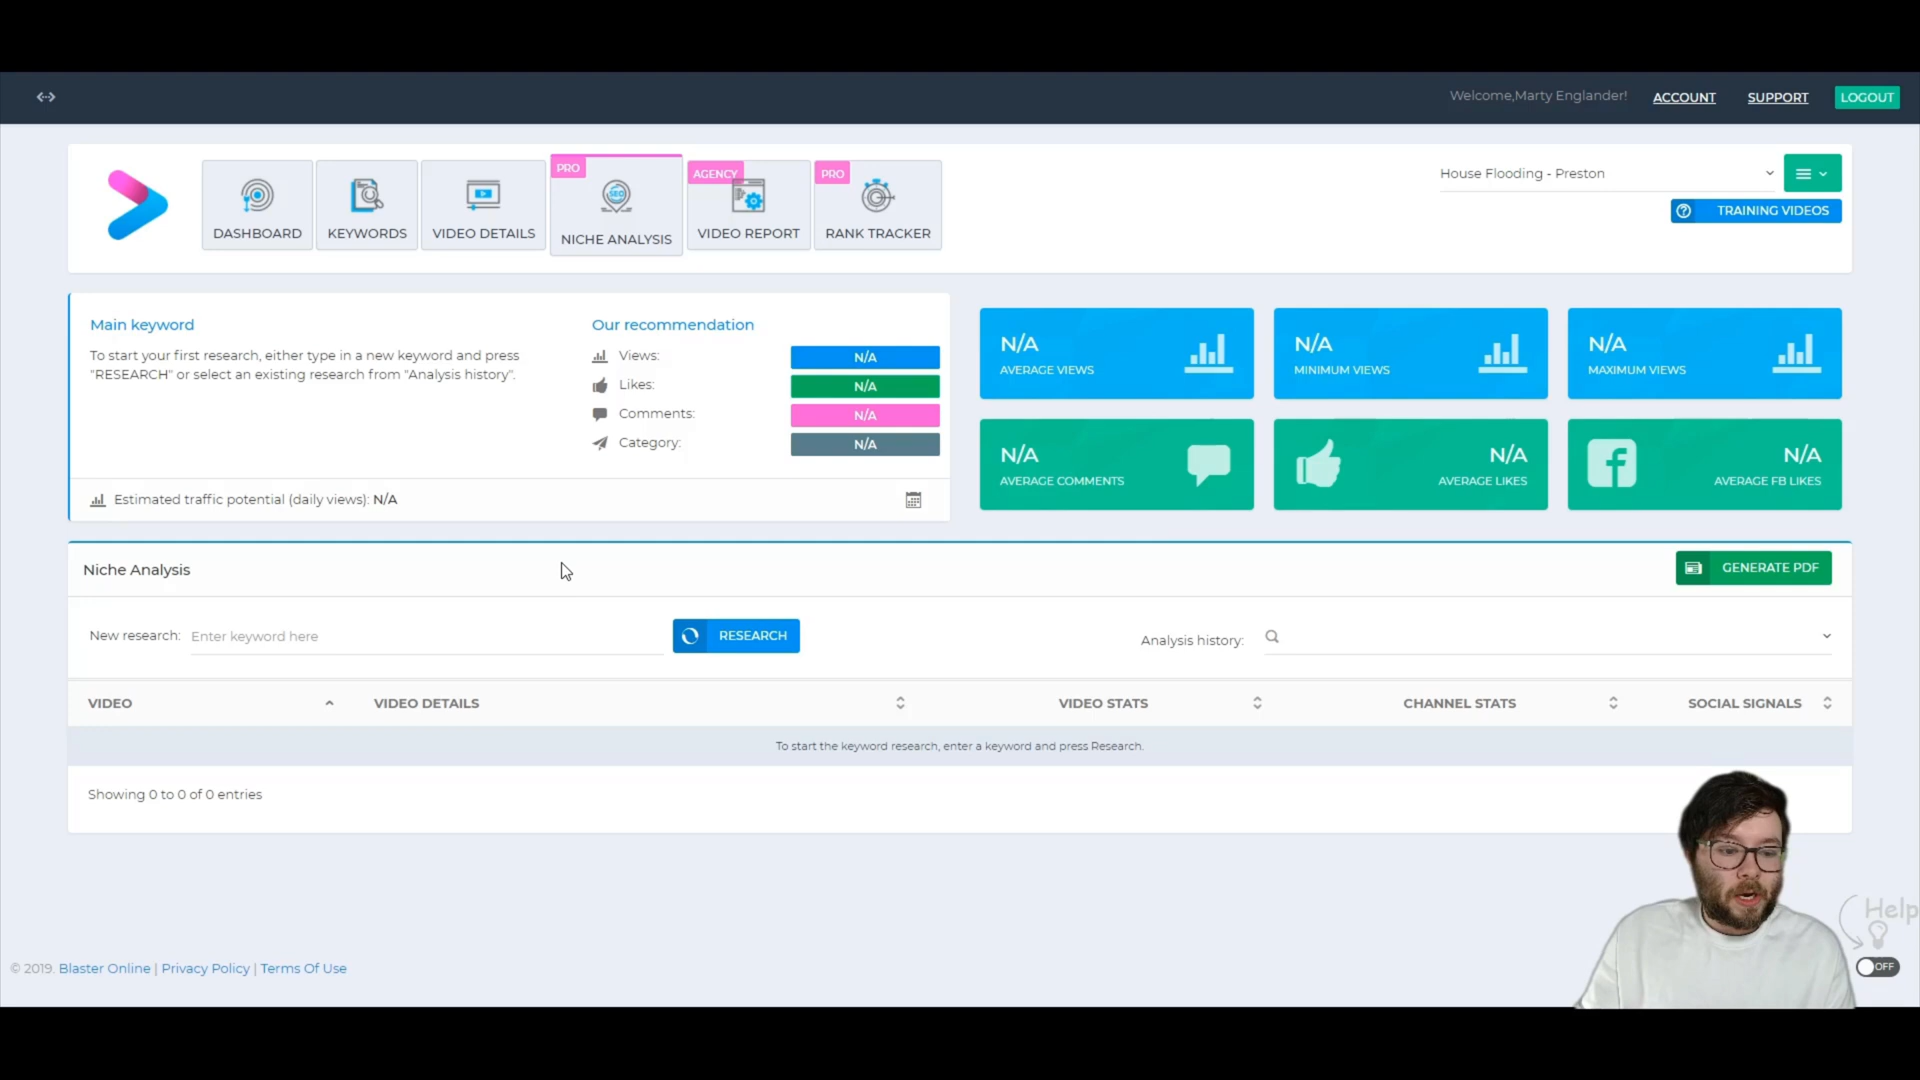 Welcome,Marty Englander!
ACCOUNT
SUPPORT
LOGOUT
DASHBOARD
KEYWORDS
VIDEO DETAILS
PRO
SEO
NICHE ANALYSIS
AGENCY
VIDEO REPORT
PRO
RANK TRACKER
House Flooding - Preston
TRAINING VIDEOS
Main keyword
To start your first research, either type in a new keyword and press
"RESEARCH" or select an existing research from "Analysis history".
Our recommendation
Views: N/A
Likes: N/A
Comments: N/A
Category: N/A
Estimated traffic potential (daily views): N/A
N/A
AVERAGE VIEWS
N/A
MINIMUM VIEWS
N/A
MAXIMUM VIEWS
N/A
AVERAGE COMMENTS
N/A
AVERAGE LIKES
N/A
AVERAGE FB LIKES
Niche Analysis
GENERATE PDF
New research: Enter keyword here
RESEARCH
Analysis history:
VIDEO VIDEO DETAILS VIDEO STATS CHANNEL STATS SOCIAL SIGNALS
To start the keyword research, enter a keyword and press Research.
Showing 0 to 0 of 0 entries
Help
OFF
© 2019. Blaster Online | Privacy Policy | Terms Of Use